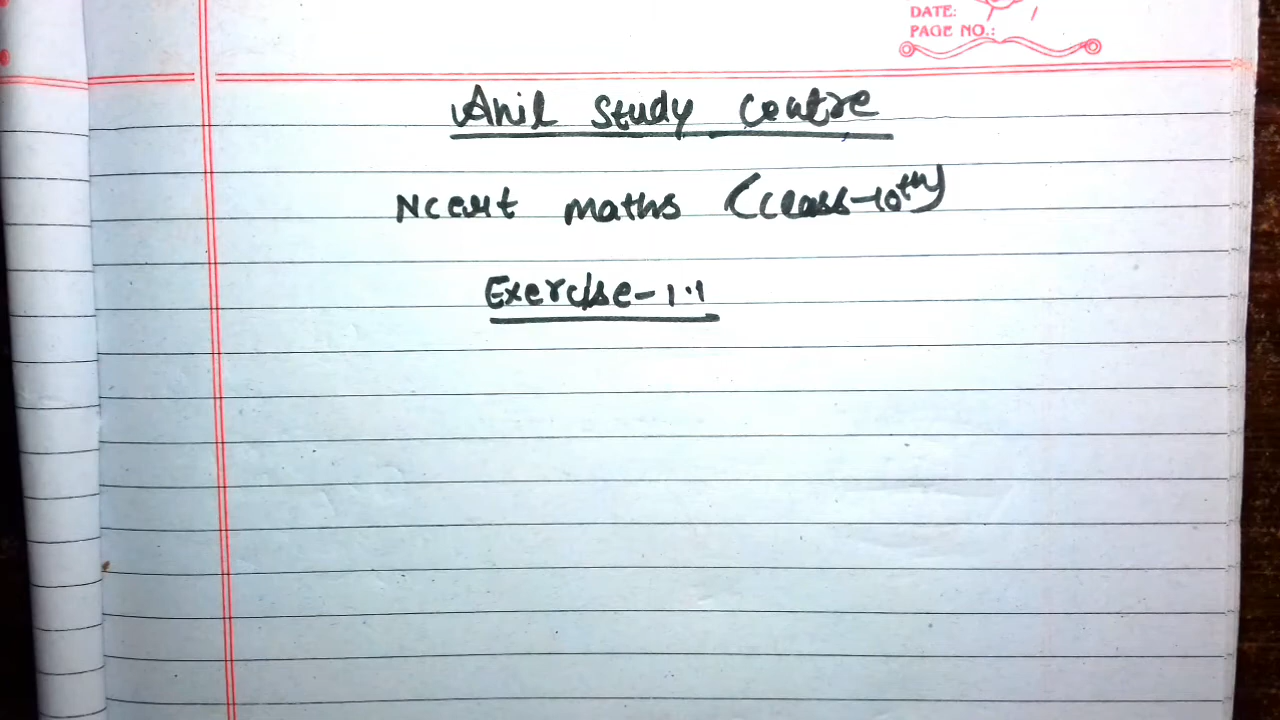 DATE:
PAGE NO.:
Anil Study Centre
Ncert maths (Class-10th)
Exercise-1.1